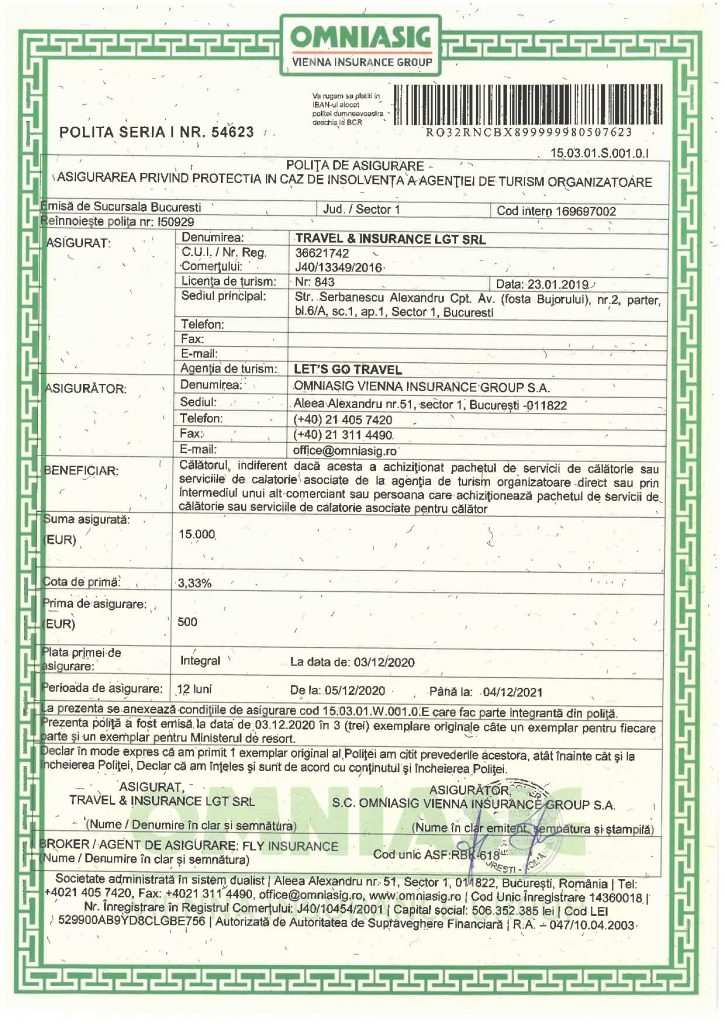 OMNIASIG
VIENNA INSURANCE GROUP
Va rugam sa platiti in
IBAN-ul alocat
politei dumneavoastra
deschis la BCR
RO32RNCBX899999980507623
POLITA SERIA I NR. 54623
15.03.01.S.001.0.I
POLIȚA DE ASIGURARE
ASIGURAREA PRIVIND PROTECTIA IN CAZ DE INSOLVENȚA A AGENȚIEI DE TURISM ORGANIZATOARE
Emisă de Sucursala Bucuresti Jud. / Sector 1 Cod intern 169697002
Reînnoiește polița nr: I50929
ASIGURAT: Denumirea: TRAVEL & INSURANCE LGT SRL
C.U.I. / Nr. Reg. 36621742
Comerțului: J40/13349/2016
Licența de turism: Nr: 843 Data: 23.01.2019
Sediul principal: Str. Serbanescu Alexandru Cpt. Av. (fosta Bujorului), nr.2, parter,
bl.6/A, sc.1, ap.1, Sector 1, Bucuresti
Telefon:
Fax:
E-mail:
Agenția de turism: LET'S GO TRAVEL
ASIGURĂTOR: Denumirea: OMNIASIG VIENNA INSURANCE GROUP S.A.
Sediul: Aleea Alexandru nr.51, sector 1, București -011822
Telefon: (+40) 21 405 7420
Fax: (+40) 21 311 4490
E-mail: office@omniasig.ro
BENEFICIAR: Călătorul, indiferent dacă acesta a achiziționat pachetul de servicii de călătorie sau
serviciile de calatorie asociate de la agenția de turism organizatoare direct sau prin
intermediul unui alt comerciant sau persoana care achiziționează pachetul de servicii de
călătorie sau serviciile de calatorie asociate pentru călător
Suma asigurată:
(EUR) 15.000
Cota de primă: 3,33%
Prima de asigurare:
(EUR) 500
Plata primei de
asigurare: Integral La data de: 03/12/2020
Perioada de asigurare: 12 luni De la: 05/12/2020 Până la: 04/12/2021
La prezenta se anexează condițiile de asigurare cod 15.03.01.W.001.0.E care fac parte integrantă din poliță.
Prezenta poliță a fost emisă la data de 03.12.2020 în 3 (trei) exemplare originale câte un exemplar pentru fiecare
parte și un exemplar pentru Ministerul de resort.
Declar în mode expres că am primit 1 exemplar original al Poliței am citit prevederile acestora, atât înainte cât și la
încheierea Poliței, Declar că am înțeles și sunt de acord cu conținutul și încheierea Poliței.
ASIGURAT, ASIGURĂTOR,
TRAVEL & INSURANCE LGT SRL S.C. OMNIASIG VIENNA INSURANCE GROUP S.A.
(Nume / Denumire în clar și semnătura) (Nume în clar emitent, semnatura și ștampilă)
BROKER / AGENT DE ASIGURARE: FLY INSURANCE Cod unic ASF:RBK-618
(Nume / Denumire în clar și semnătura)
OMNIASIG
Societate administrată în sistem dualist | Aleea Alexandru nr. 51, Sector 1, 011822, București, România | Tel:
+4021 405 7420, Fax: +4021 311 4490, office@omniasig.ro, www.omniasig.ro | Cod Unic Înregistrare 14360018 |
Nr. Înregistrare în Registrul Comerțului: J40/10454/2001 | Capital social: 506.352.385 lei | Cod LEI
529900AB9YD8CLGBE756 | Autorizată de Autoritatea de Supraveghere Financiară | R.A. – 047/10.04.2003